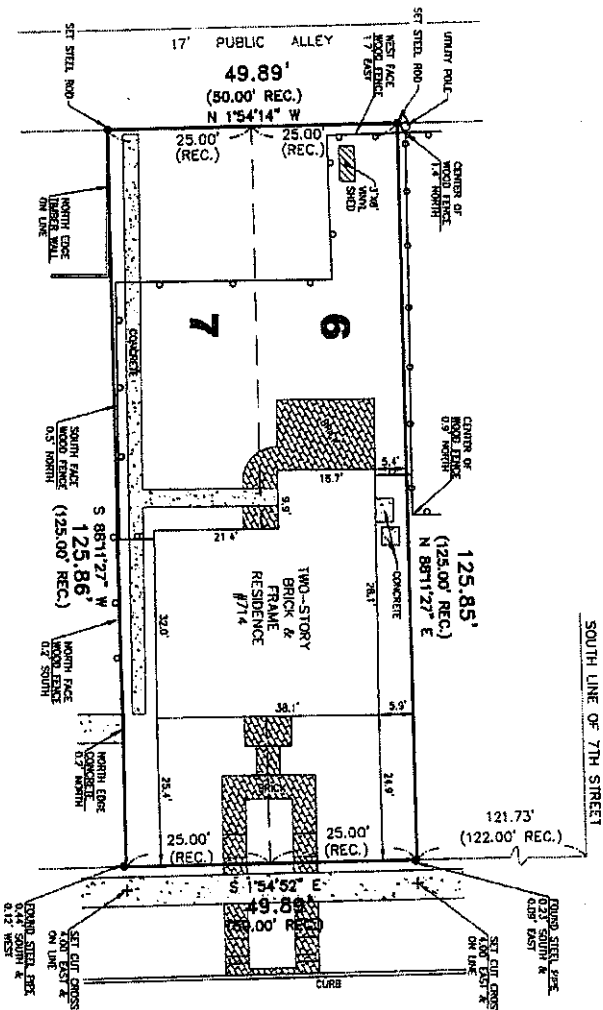 17' PUBLIC ALLEY
49.89'
(50.00' REC.)
N 1°54'14" W
25.00'
(REC.)
25.00'
(REC.)
SET STEEL ROD
WEST FACE
WOOD FENCE
1.7' EAST
SET STEEL ROD
UTILITY POLE
CENTER OF
WOOD FENCE
1.4' NORTH
VINYL
SHED
NORTH EDGE
TIMBER WALL
ON LINE
CONCRETE
7
6
BRICK
CENTER OF
WOOD FENCE
0.9' NORTH
SOUTH FACE
WOOD FENCE
0.5' NORTH
S 88°11'27" W
125.86'
(125.00' REC.)
125.85'
(125.00' REC.)
N 88°11'27" E
5.4'
9.9'
21.4'
CONCRETE
TWO-STORY
BRICK &
FRAME
RESIDENCE
#714
32.0'
SOUTH LINE OF 7TH STREET
NORTH FACE
WOOD FENCE
0.2' SOUTH
38.1'
5.9'
NORTH EDGE
CONCRETE
BRICK
25.4'
24.9'
121.73'
(122.00' REC.)
25.00'
(REC.)
25.00'
(REC.)
S 1°54'52" E
49.89'
FOUND STEEL PIPE
0.44' SOUTH &
0.12' WEST
SET CUT CROSS
4.00' EAST &
ON LINE
SET CUT CROSS
4.00' EAST &
ON LINE
FOUND STEEL PIPE
0.23' SOUTH &
0.09' EAST
CURB